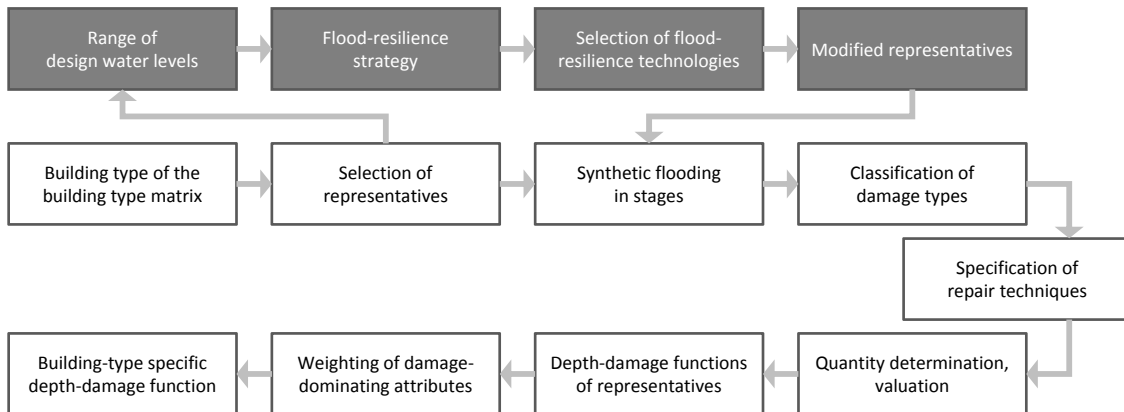 Range of
design water levels
Flood-resilience
strategy
Selection of flood-
resilience technologies
Modified representatives
Building type of the
building type matrix
Selection of
representatives
Synthetic flooding
in stages
Classification of
damage types
Specification of
repair techniques
Building-type specific
depth-damage function
Weighting of damage-
dominating attributes
Depth-damage functions
of representatives
Quantity determination,
valuation